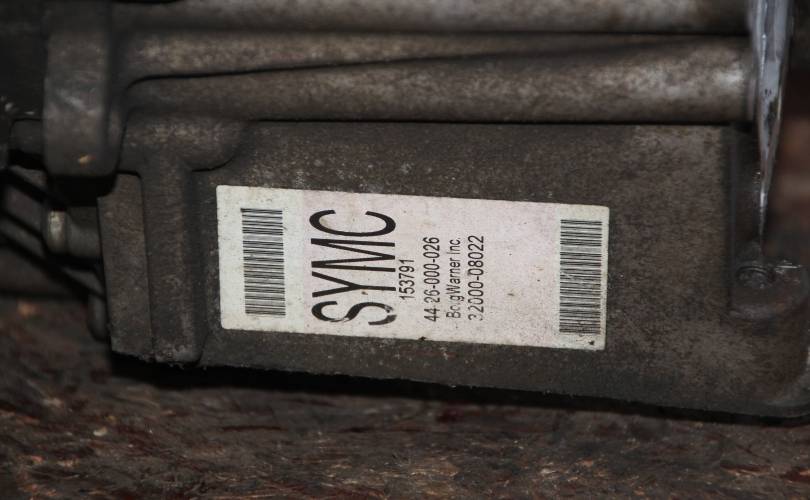 SYMC
153791
44-26-000-026
BorgWarner Inc.
32000-08022